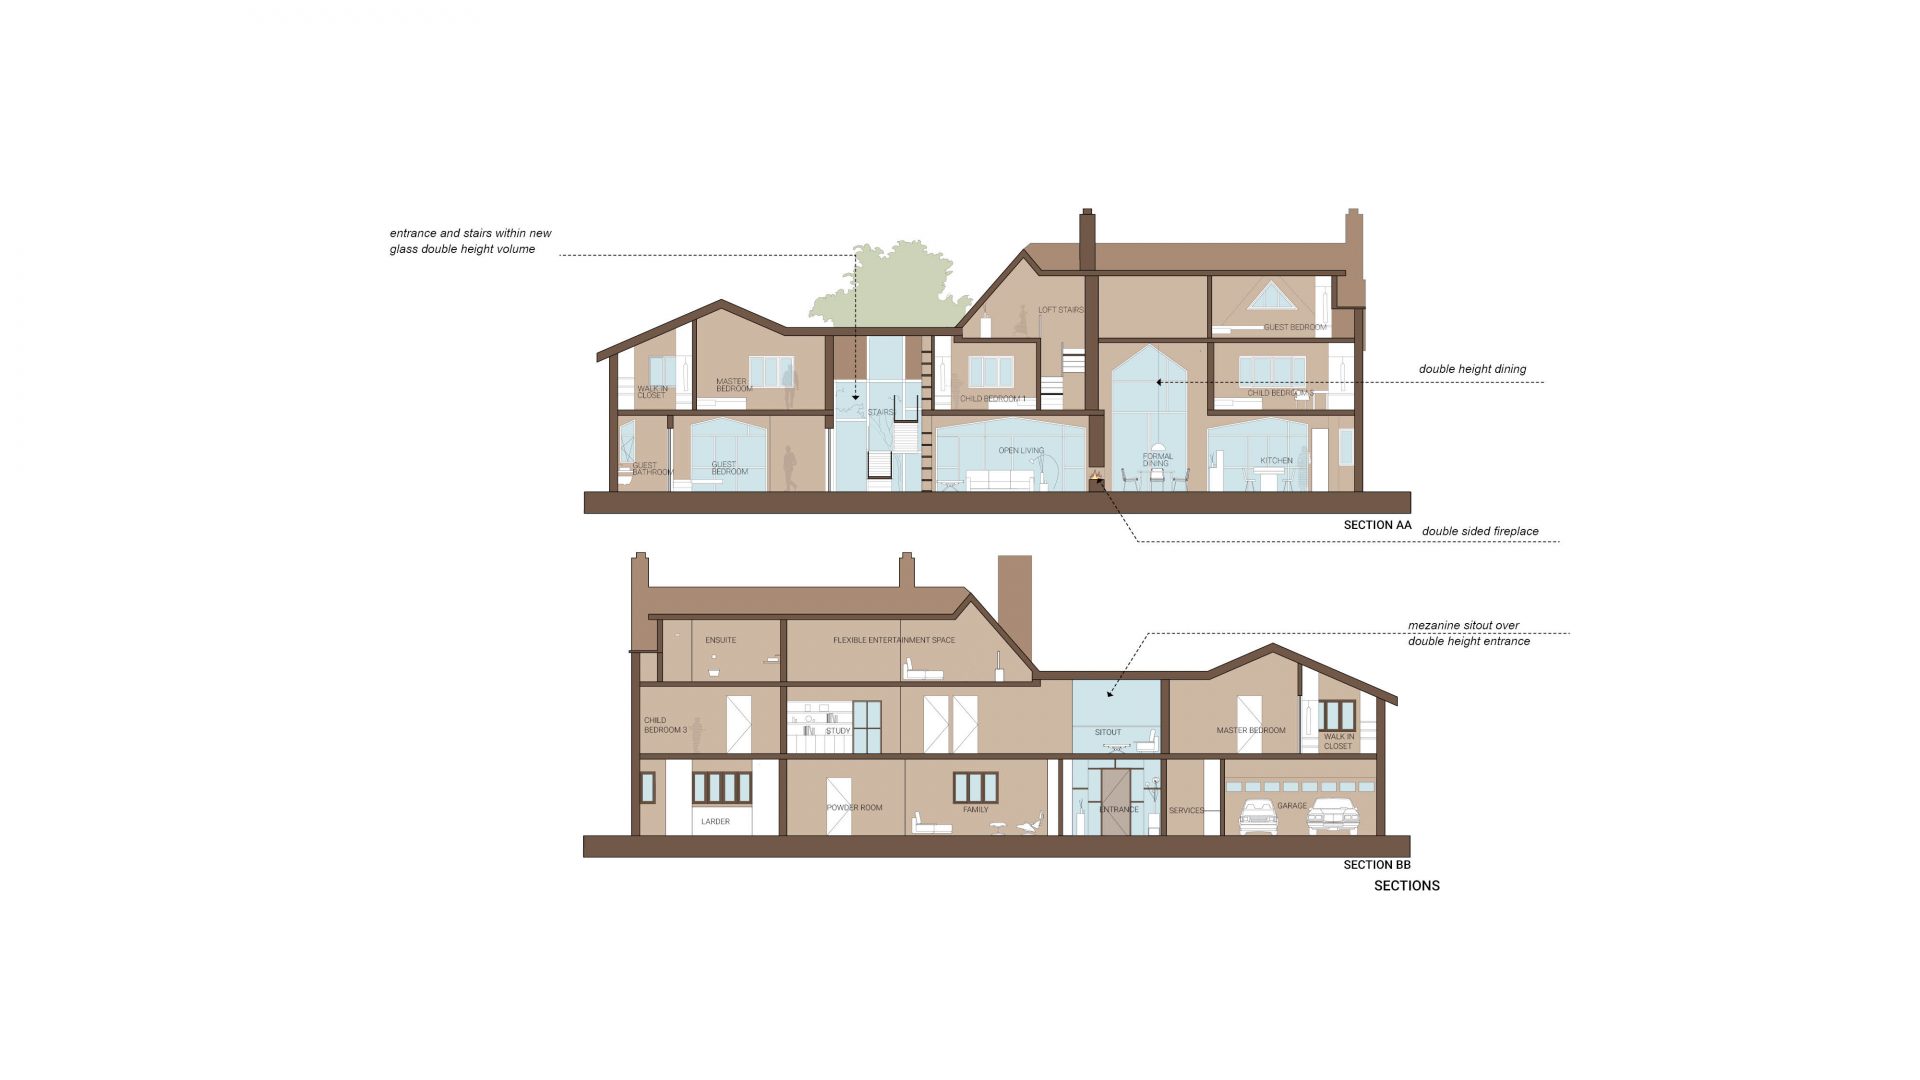 entrance and stairs within new
glass double height volume
LOFT STAIRS
GUEST BEDROOM
WALK IN
CLOSET
MASTER
BEDROOM
STAIRS
CHILD BEDROOM 1
CHILD BEDROOM
double height dining
GUEST
BATHROOM
GUEST
BEDROOM
OPEN LIVING
FORMAL
DINING
KITCHEN
SECTION AA
double sided fireplace
ENSUITE
FLEXIBLE ENTERTAINMENT SPACE
mezanine sitout over
double height entrance
CHILD
BEDROOM 3
STUDY
SITOUT
MASTER BEDROOM
WALK IN
CLOSET
LARDER
POWDER ROOM
FAMILY
ENTRANCE
SERVICES
GARAGE
SECTION BB
SECTIONS